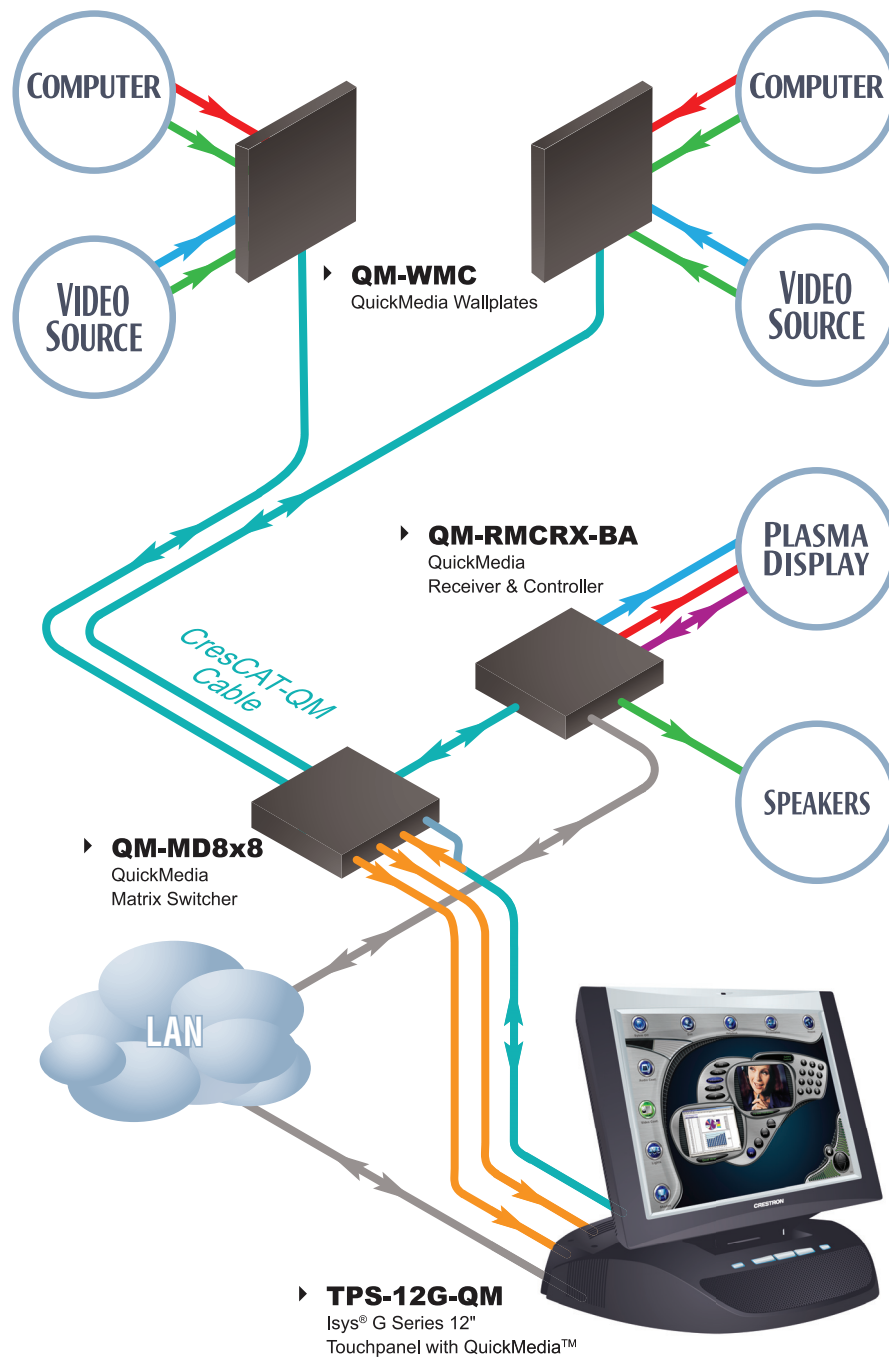 COMPUTER
COMPUTER
VIDEO
SOURCE
VIDEO
SOURCE
QM-WMC
QuickMedia Wallplates
QM-RMCRX-BA
QuickMedia
Receiver & Controller
PLASMA
DISPLAY
CresCAT-QM
Cable
SPEAKERS
QM-MD8x8
QuickMedia
Matrix Switcher
LAN
CRESTRON
TPS-12G-QM
Isys® G Series 12"
Touchpanel with QuickMedia™